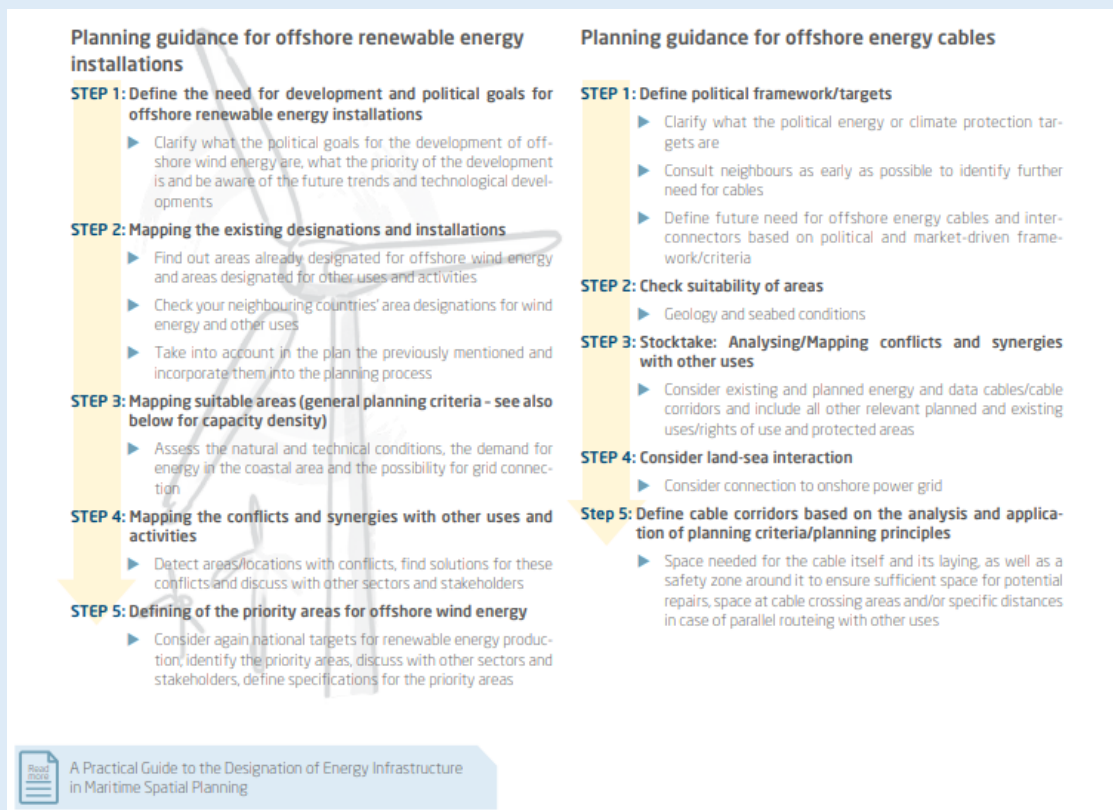 Planning guidance for offshore renewable energy
installations
STEP 1: Define the need for development and political goals for
offshore renewable energy installations
▶ Clarify what the political goals for the development of off-
shore wind energy are, what the priority of the development
is and be aware of the future trends and technological devel-
opments
STEP 2: Mapping the existing designations and installations
▶ Find out areas already designated for offshore wind energy
and areas designated for other uses and activities
▶ Check your neighbouring countries' area designations for wind
energy and other uses
▶ Take into account in the plan the previously mentioned and
incorporate them into the planning process
STEP 3: Mapping suitable areas (general planning criteria – see also
below for capacity density)
▶ Assess the natural and technical conditions, the demand for
energy in the coastal area and the possibility for grid connec-
tion
STEP 4: Mapping the conflicts and synergies with other uses and
activities
▶ Detect areas/locations with conflicts, find solutions for these
conflicts and discuss with other sectors and stakeholders
STEP 5: Defining of the priority areas for offshore wind energy
▶ Consider again national targets for renewable energy produc-
tion, identify the priority areas, discuss with other sectors and
stakeholders, define specifications for the priority areas
Planning guidance for offshore energy cables
STEP 1: Define political framework/targets
▶ Clarify what the political energy or climate protection tar-
gets are
▶ Consult neighbours as early as possible to identify further
need for cables
▶ Define future need for offshore energy cables and inter-
connectors based on political and market-driven frame-
work/criteria
STEP 2: Check suitability of areas
▶ Geology and seabed conditions
STEP 3: Stocktake: Analysing/Mapping conflicts and synergies
with other uses
▶ Consider existing and planned energy and data cables/cable
corridors and include all other relevant planned and existing
uses/rights of use and protected areas
STEP 4: Consider land-sea interaction
▶ Consider connection to onshore power grid
Step 5: Define cable corridors based on the analysis and applica-
tion of planning criteria/planning principles
▶ Space needed for the cable itself and its laying, as well as a
safety zone around it to ensure sufficient space for potential
repairs, space at cable crossing areas and/or specific distances
in case of parallel routeing with other uses
Read
more
A Practical Guide to the Designation of Energy Infrastructure
in Maritime Spatial Planning